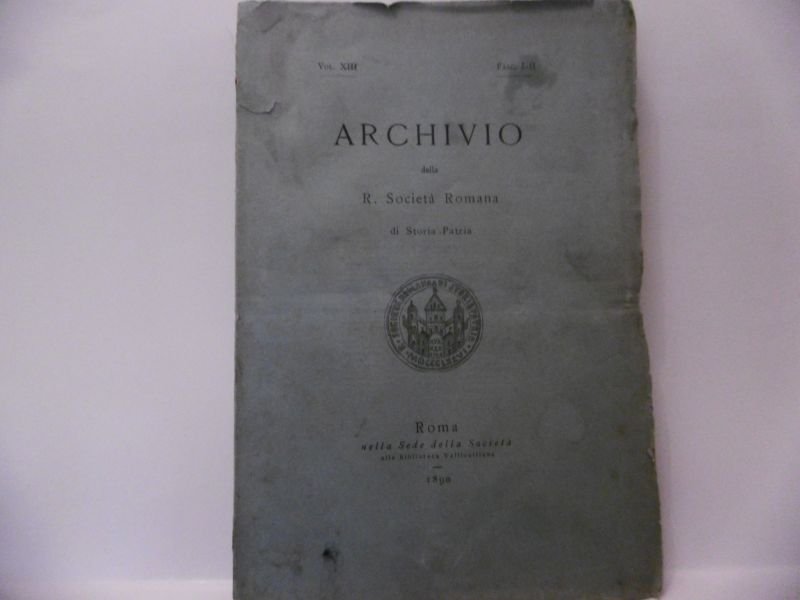 Vol. XIII Fasc. I-II
ARCHIVIO
della
R. Società Romana
di Storia Patria
Roma
nella Sede della Società
alla Biblioteca Vallicelliana
1890